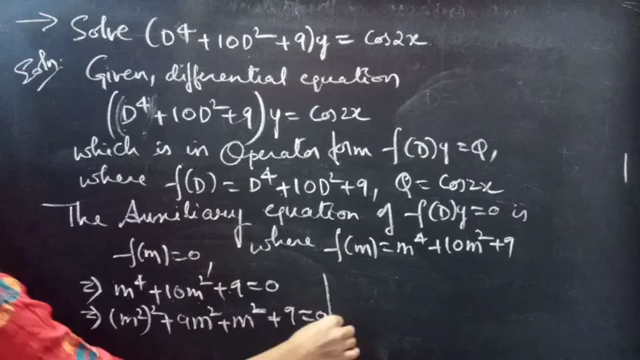 → Solve (D⁴+10D²+9)y = cos2x
Soln: Given, differential equation
(D⁴+10D²+9)y = cos2x
which is in Operator form f(D)y=Q,
where f(D) = D⁴+10D²+9, Q = cos2x
The Auxiliary equation of f(D)y=0 is
f(m)=0, where f(m)=m⁴+10m²+9
⇒ m⁴+10m²+9=0
⇒ (m²)²+9m²+m²+9=0